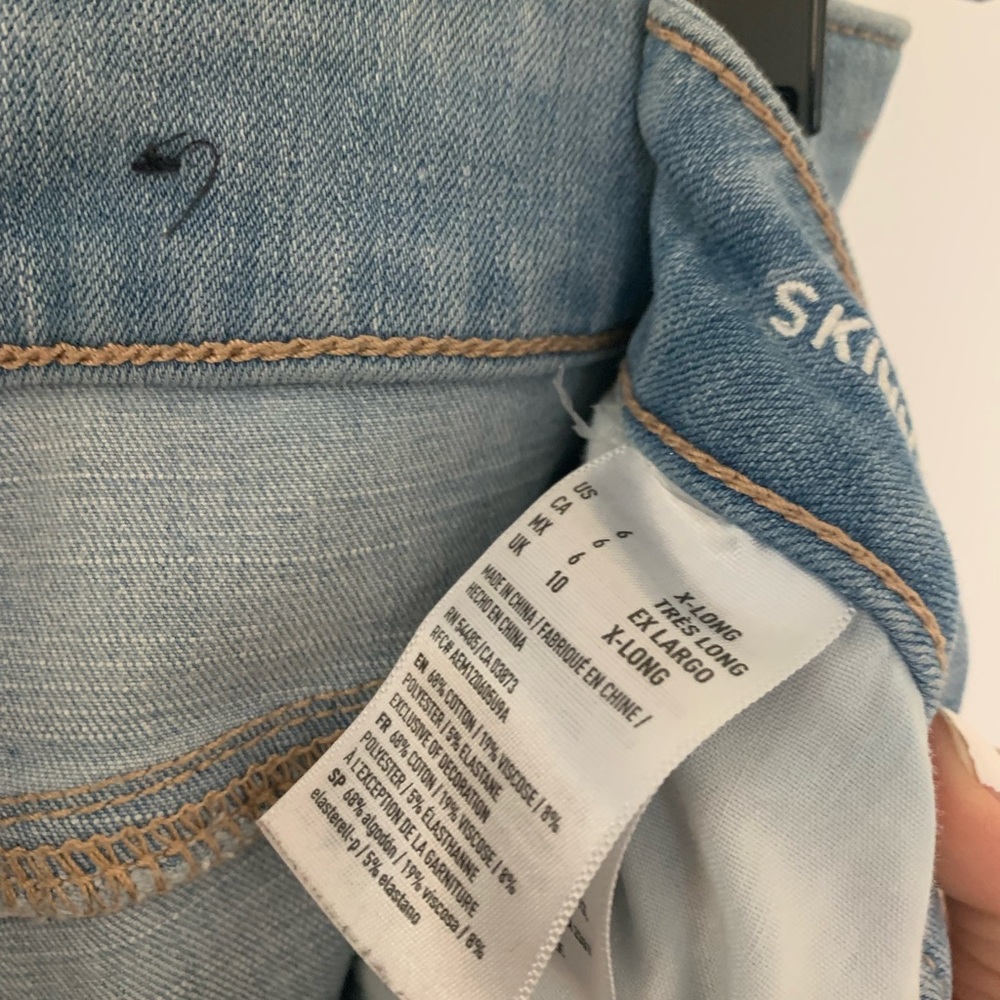 SKI
US 6 X-LONG
CA 6 TRÈS LONG
MX 6 EX LARGO
UK 10 X-LONG
MADE IN CHINA / FABRIQUÉ EN CHINE /
HECHO EN CHINA
RN 54485/CA 03873
RFC# AEM120605U9A
EN 68% COTTON / 19% VISCOSE / 8%
POLYESTER / 5% ELASTANE
EXCLUSIVE OF DECORATION
FR 68% COTON / 19% VISCOSE / 8%
POLYESTER / 5% ÉLASTHANNE
À L'EXCEPTION DE LA GARNITURE
SP 68% algodón / 19% viscosa / 8%
elasterell-p / 5% elastano